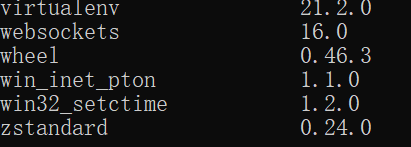 virtualenv 21.2.0
websockets 16.0
wheel 0.46.3
win_inet_pton 1.1.0
win32_setctime 1.2.0
zstandard 0.24.0